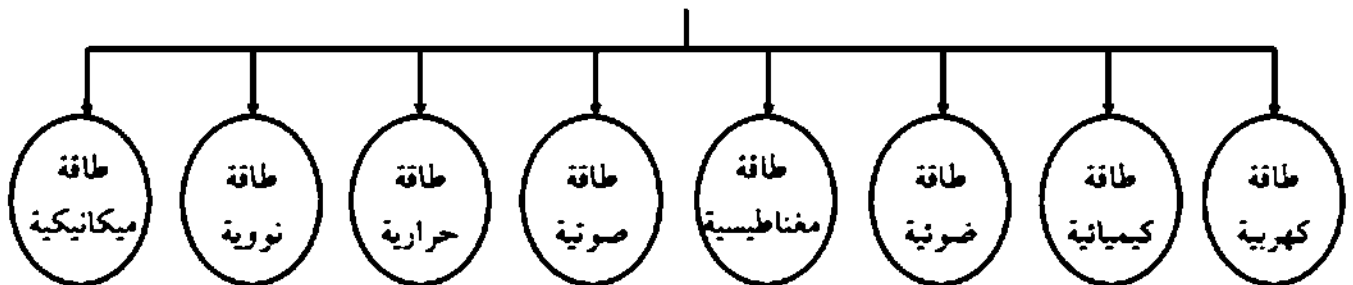 طاقة
كهربية
طاقة
كيميائية
طاقة
ضوئية
طاقة
مغناطيسية
طاقة
صوتية
طاقة
حرارية
طاقة
نووية
طاقة
ميكانيكية